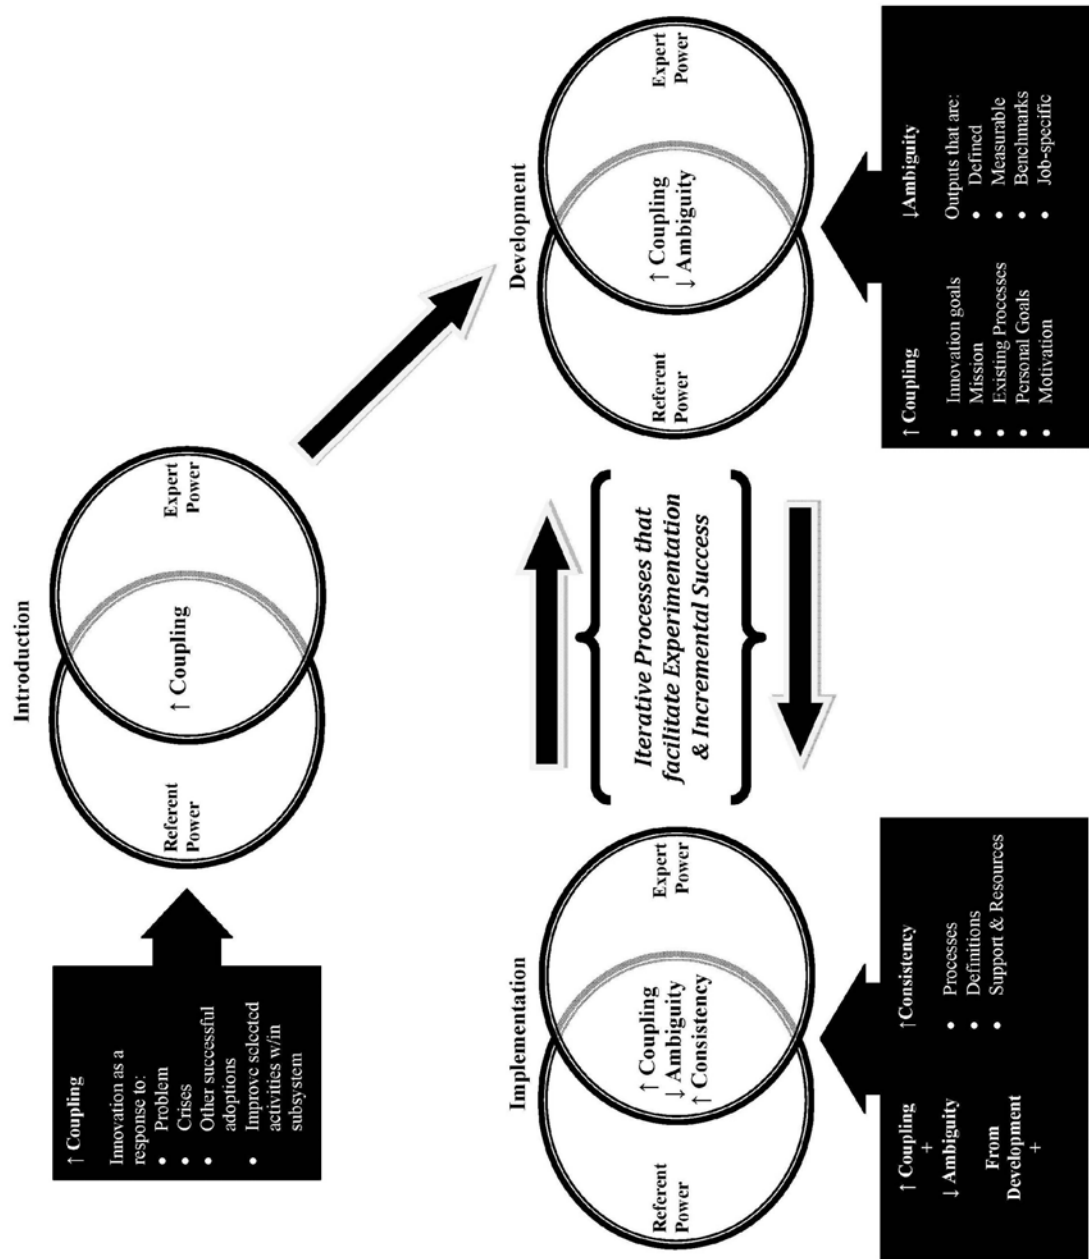 Introduction
↑ Coupling
Innovation as a
response to:
• Problem
• Crises
• Other successful
adoptions
• Improve selected
activities w/in
subsystem
Referent
Power
↑ Coupling
Expert
Power
Implementation
Referent
Power
↑ Coupling
↓ Ambiguity
↑ Consistency
Expert
Power
Iterative Processes that
facilitate Experimentation
& Incremental Success
Development
Referent
Power
↑ Coupling
↓ Ambiguity
Expert
Power
↑ Coupling
+
↓ Ambiguity
From
Development
+
↑Consistency
• Processes
• Definitions
• Support & Resources
↑ Coupling
• Innovation goals
• Mission
• Existing Processes
• Personal Goals
• Motivation
↓Ambiguity
Outputs that are:
• Defined
• Measurable
• Benchmarks
• Job-specific